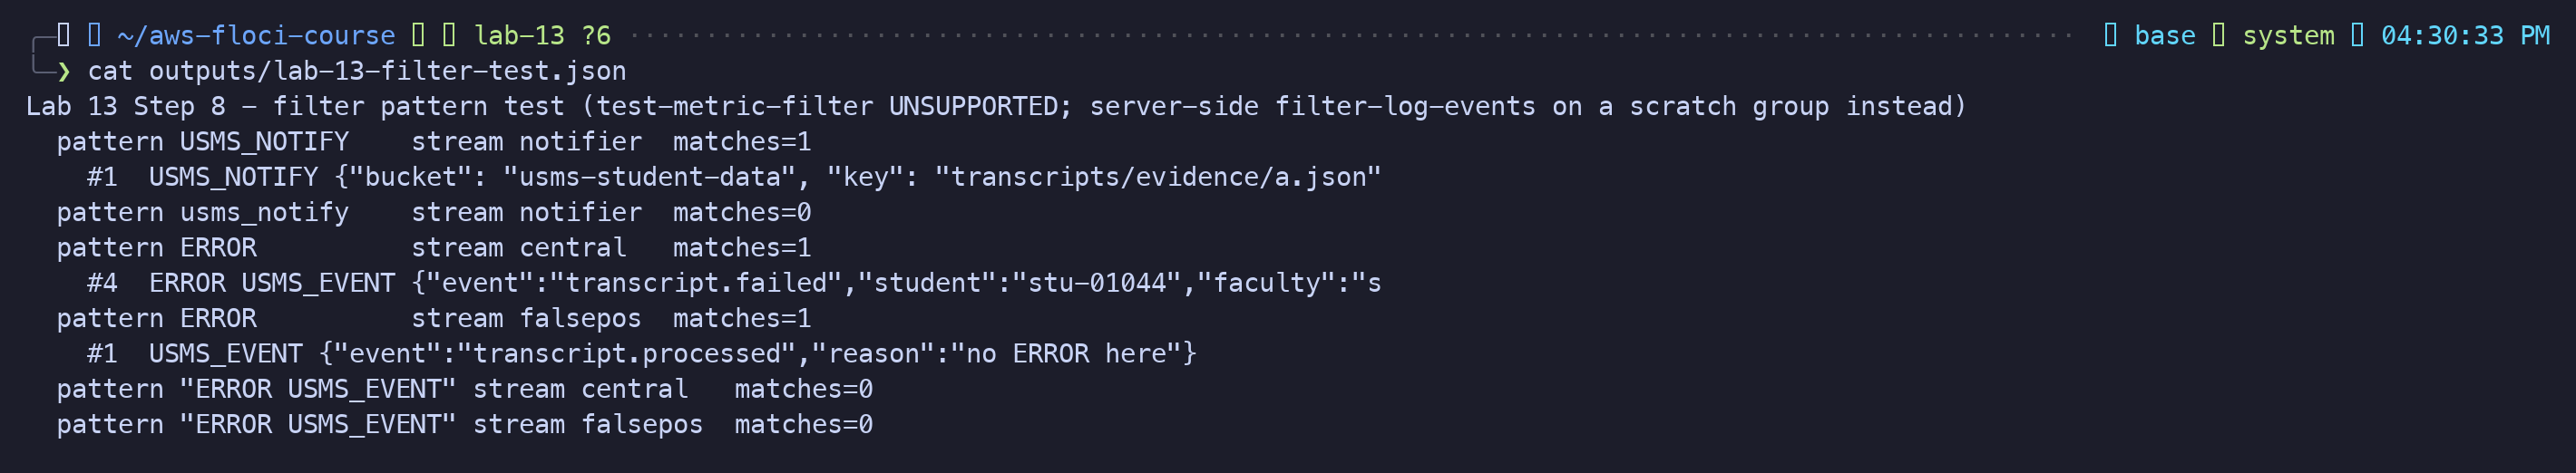 ~/aws-floci-course lab-13 ?6 base system 04:30:33 PM
❯ cat outputs/lab-13-filter-test.json
Lab 13 Step 8 - filter pattern test (test-metric-filter UNSUPPORTED; server-side filter-log-events on a scratch group instead)
  pattern USMS_NOTIFY    stream notifier  matches=1
    #1  USMS_NOTIFY {"bucket": "usms-student-data", "key": "transcripts/evidence/a.json"
  pattern usms_notify    stream notifier  matches=0
  pattern ERROR          stream central   matches=1
    #4  ERROR USMS_EVENT {"event":"transcript.failed","student":"stu-01044","faculty":"s
  pattern ERROR          stream falsepos  matches=1
    #1  USMS_EVENT {"event":"transcript.processed","reason":"no ERROR here"}
  pattern "ERROR USMS_EVENT" stream central   matches=0
  pattern "ERROR USMS_EVENT" stream falsepos  matches=0